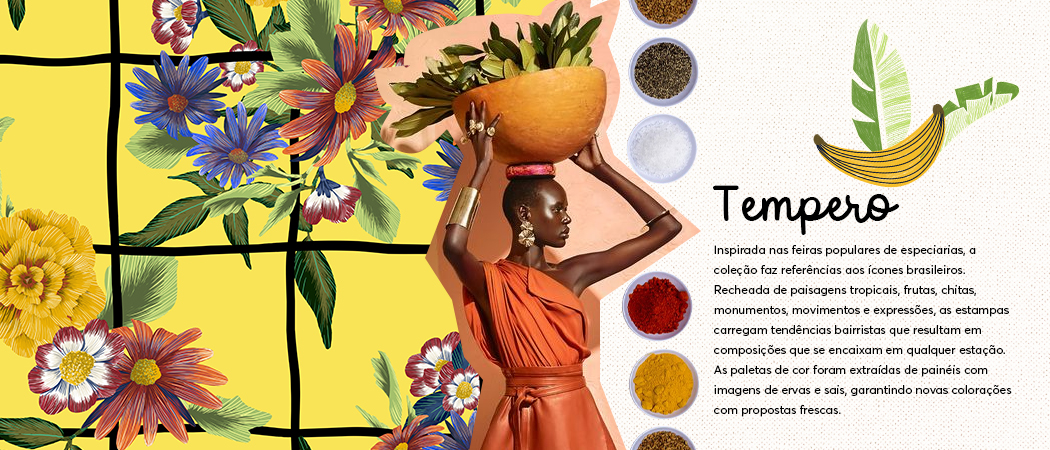 Tempero
Inspirada nas feiras populares de especiarias, a
coleção faz referências aos ícones brasileiros.
Recheada de paisagens tropicais, frutas, chitas,
monumentos, movimentos e expressões, as estampas
carregam tendências bairristas que resultam em
composições que se encaixam em qualquer estação.
As paletas de cor foram extraídas de painéis com
imagens de ervas e sais, garantindo novas colorações
com propostas frescas.